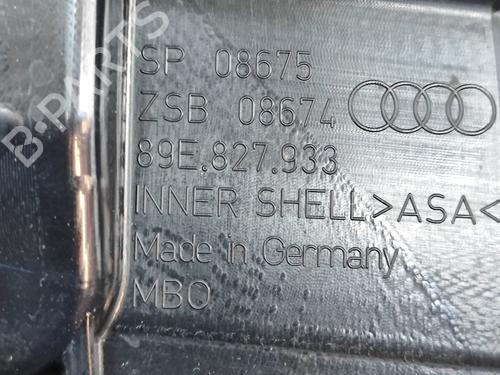 SP 08675
ZSB 08674
89E.827.933
INNER SHELL>ASA<
Made in Germany
MBO
B-PARTS